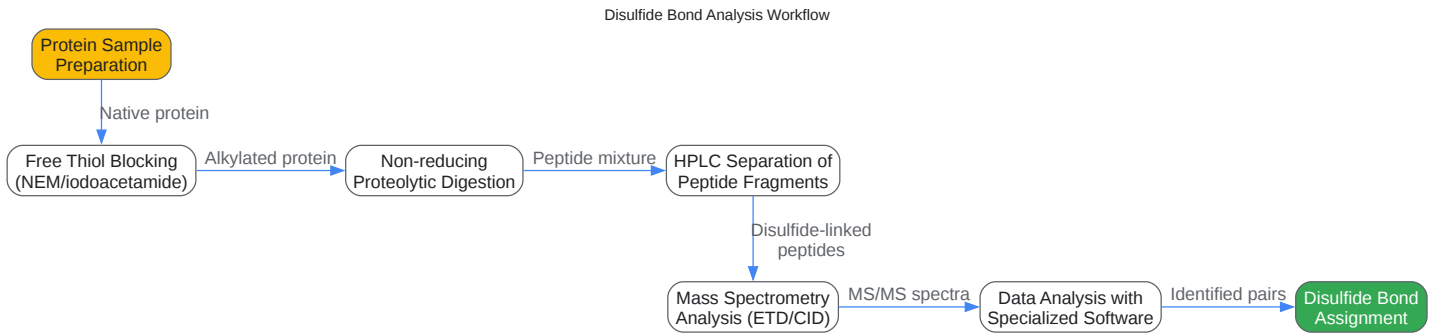 Disulfide Bond Analysis Workflow
Protein Sample
Preparation
Native protein
Free Thiol Blocking
(NEM/iodoacetamide)
Alkylated protein
Non-reducing
Proteolytic Digestion
Peptide mixture
HPLC Separation of
Peptide Fragments
Disulfide-linked
peptides
Mass Spectrometry
Analysis (ETD/CID)
MS/MS spectra
Data Analysis with
Specialized Software
Identified pairs
Disulfide Bond
Assignment